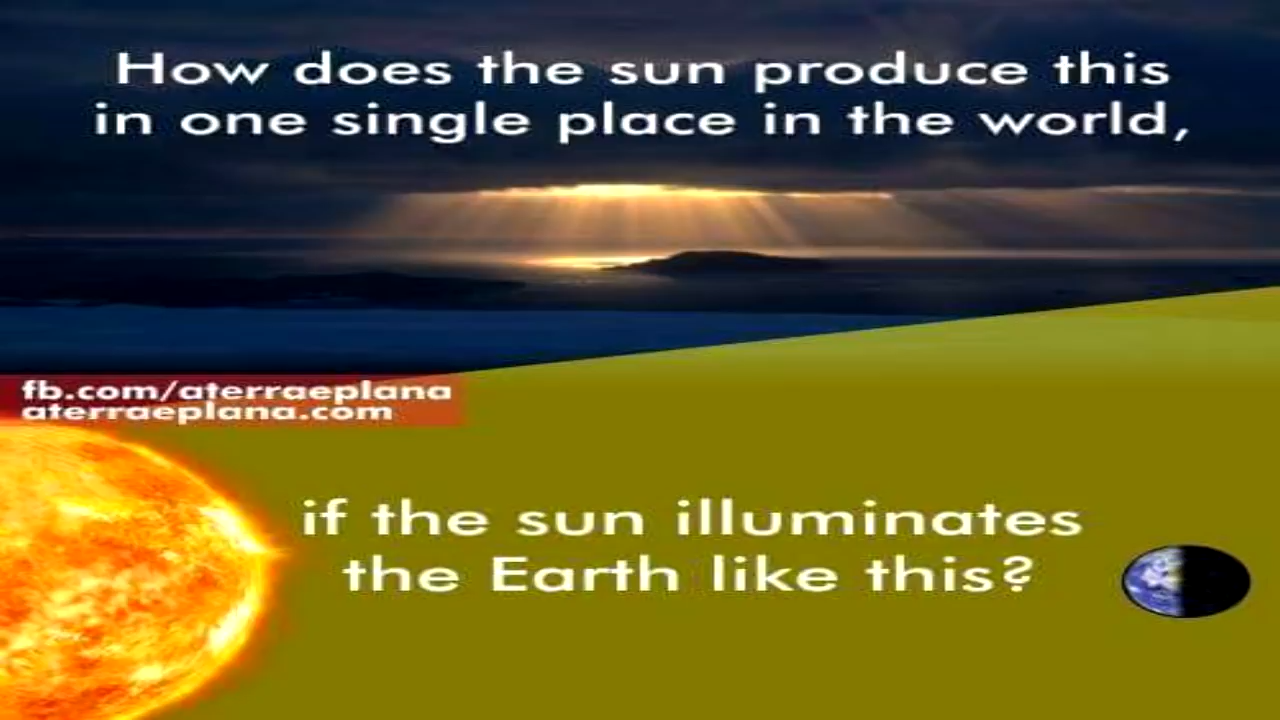 How does the sun produce this
in one single place in the world,
fb.com/aterraeplana
aterraeplana.com
if the sun illuminates
the Earth like this?